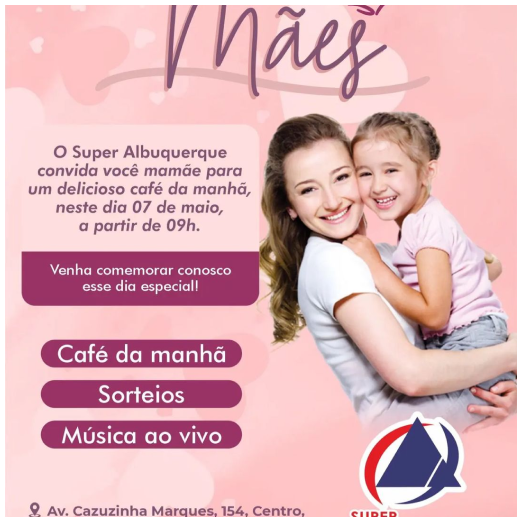 Mães
O Super Albuquerque
convida você mamãe para
um delicioso café da manhã,
neste dia 07 de maio,
a partir de 09h.
Venha comemorar conosco
esse dia especial!
Café da manhã
Sorteios
Música ao vivo
Av. Cazuzinha Marques, 154, Centro,
SUPER